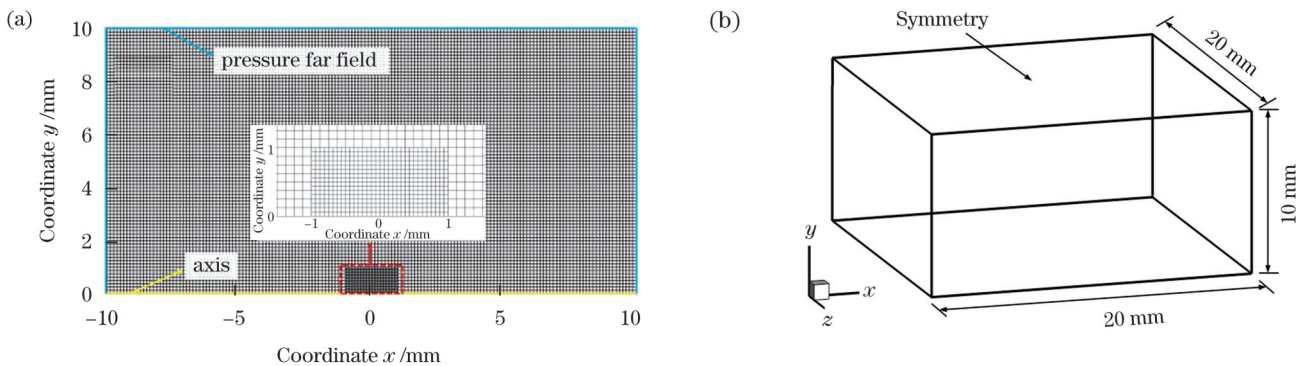 (a)
10
8
6
4
2
0
Coordinate y /mm
pressure far field
Coordinate y /mm
1
0
−1
0
1
Coordinate x /mm
axis
−10
−5
0
5
10
Coordinate x /mm
(b)
Symmetry
20 mm
10 mm
20 mm
y
x
z